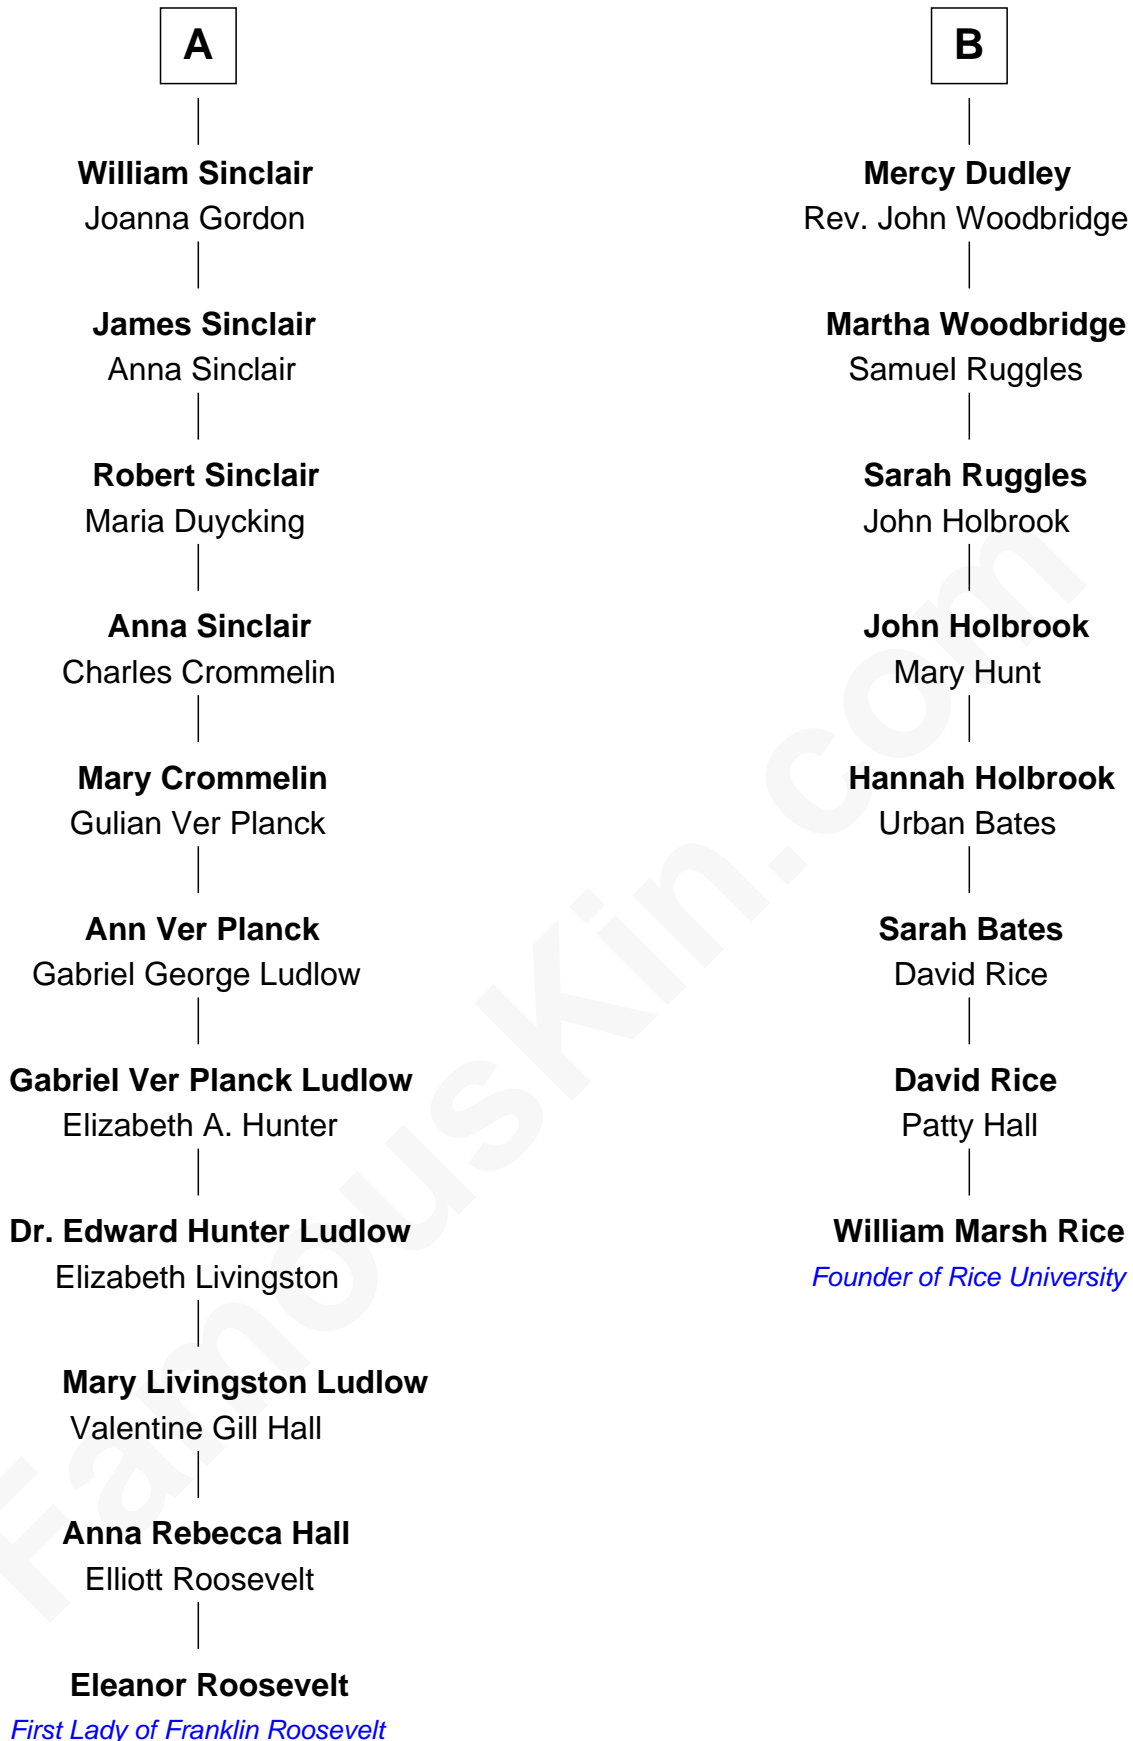 A
William Sinclair
Joanna Gordon
James Sinclair
Anna Sinclair
Robert Sinclair
Maria Duycking
Anna Sinclair
Charles Crommelin
Mary Crommelin
Gulian Ver Planck
Ann Ver Planck
Gabriel George Ludlow
Gabriel Ver Planck Ludlow
Elizabeth A. Hunter
Dr. Edward Hunter Ludlow
Elizabeth Livingston
Mary Livingston Ludlow
Valentine Gill Hall
Anna Rebecca Hall
Elliott Roosevelt
Eleanor Roosevelt
First Lady of Franklin Roosevelt
B
Mercy Dudley
Rev. John Woodbridge
Martha Woodbridge
Samuel Ruggles
Sarah Ruggles
John Holbrook
John Holbrook
Mary Hunt
Hannah Holbrook
Urban Bates
Sarah Bates
David Rice
David Rice
Patty Hall
William Marsh Rice
Founder of Rice University
FamousKin.com